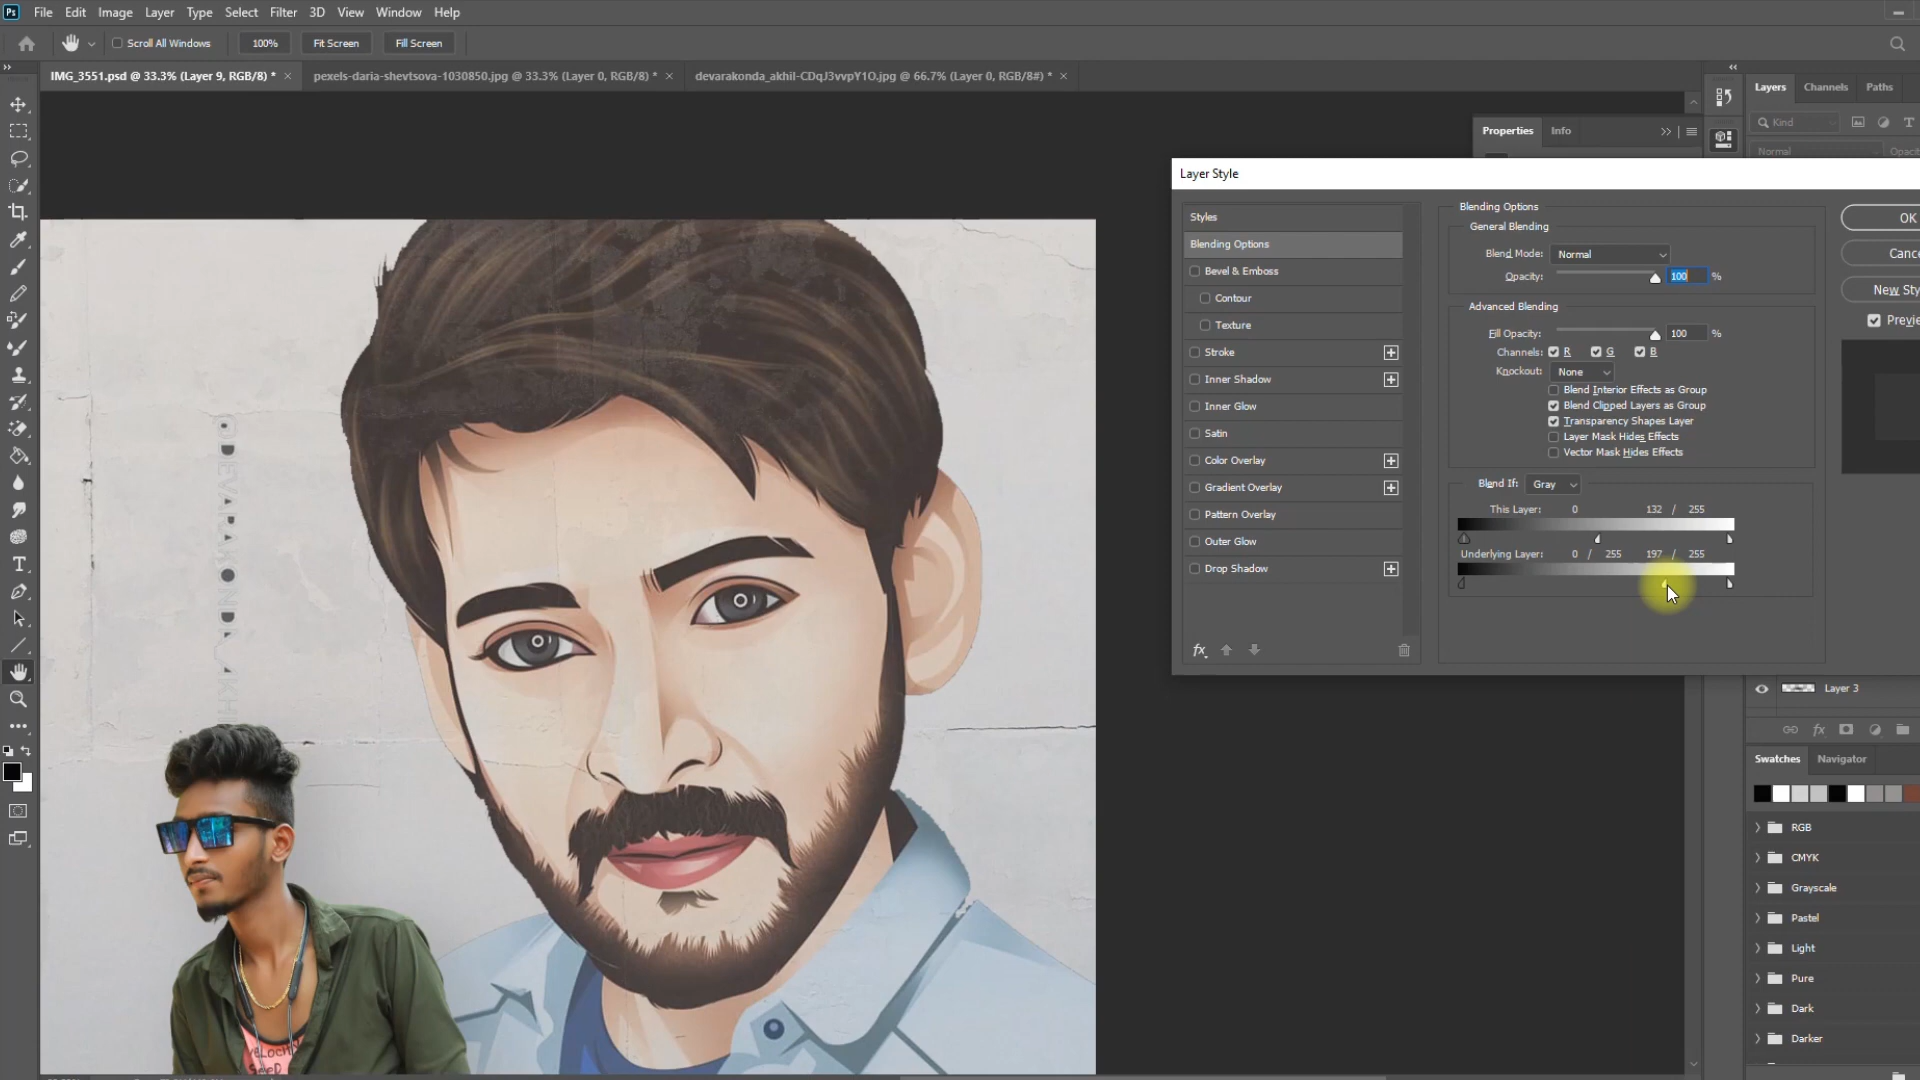 Ps File Edit Image Layer Type Select Filter 3D View Window Help
Scroll All Windows 100% Fit Screen Fill Screen
IMG_3551.psd @ 33.3% (Layer 9, RGB/8) * × pexels-daria-shevtsova-1030850.jpg @ 33.3% (Layer 0, RGB/8) * × devarakonda_akhil-CDqJ3vvpY1O.jpg @ 66.7% (Layer 0, RGB/8#) * ×
Layers Channels Paths
Kind
Normal Opacit
Properties Info
Layer Style
Styles
Blending Options
Bevel & Emboss
Contour
Texture
Stroke
Inner Shadow
Inner Glow
Satin
Color Overlay
Gradient Overlay
Pattern Overlay
Outer Glow
Drop Shadow
fx
Blending Options
General Blending
Blend Mode: Normal
Opacity: 100 %
Advanced Blending
Fill Opacity: 100 %
Channels: R G B
Knockout: None
Blend Interior Effects as Group
Blend Clipped Layers as Group
Transparency Shapes Layer
Layer Mask Hides Effects
Vector Mask Hides Effects
Blend If: Gray
This Layer: 0 132 / 255
Underlying Layer: 0 / 255 197 / 255
OK
Cance
New Sty
Previe
Layer 3
fx
Swatches Navigator
RGB
CMYK
Grayscale
Pastel
Light
Pure
Dark
Darker